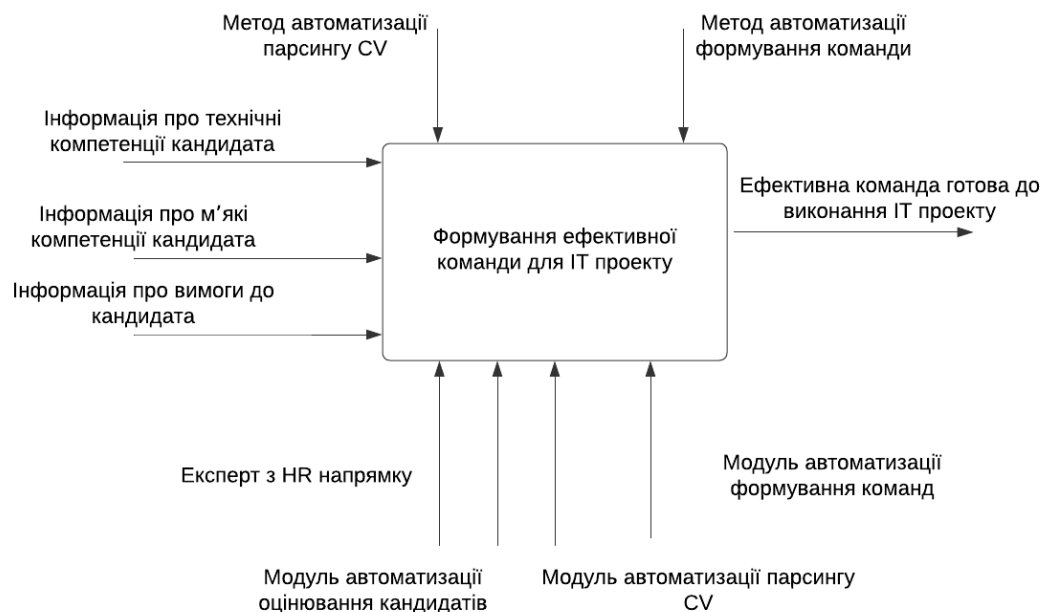 Метод автоматизації
парсингу CV
Метод автоматизації
формування команди
Інформація про технічні
компетенції кандидата
Інформація про м’які
компетенції кандидата
Інформація про вимоги до
кандидата
Формування ефективної
команди для ІТ проекту
Ефективна команда готова до
виконання ІТ проекту
Експерт з HR напрямку
Модуль автоматизації
формування команд
Модуль автоматизації
оцінювання кандидатів
Модуль автоматизації парсингу
CV